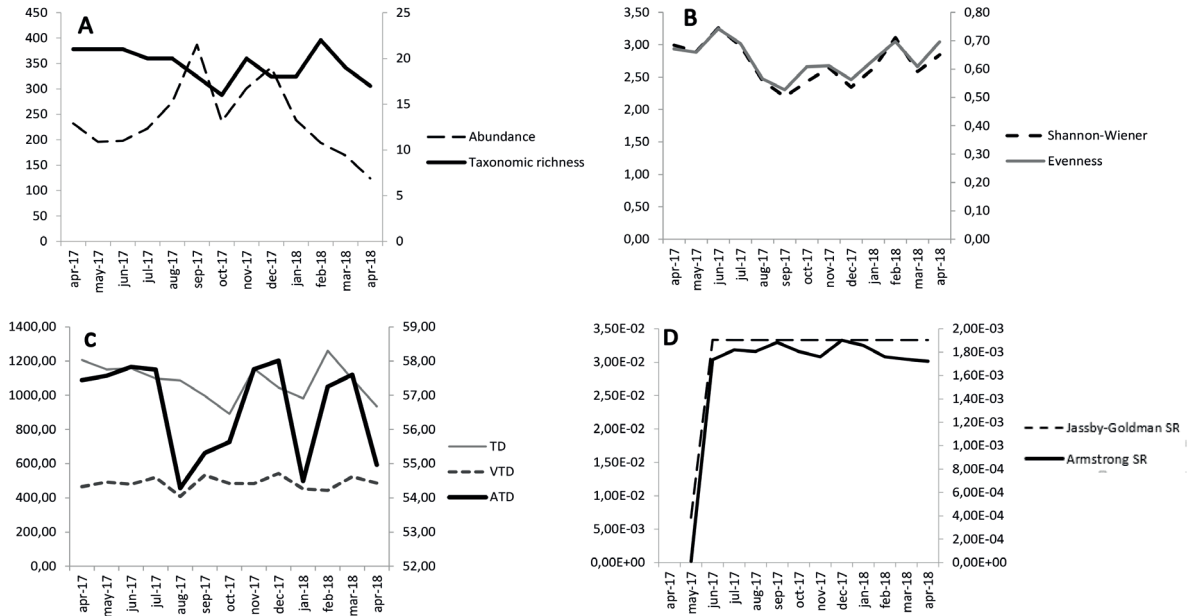 A
450
400
350
300
250
200
150
100
50
0
25
20
15
10
5
0
apr-17
may-17
jun-17
jul-17
aug-17
sep-17
oct-17
nov-17
dec-17
jan-18
feb-18
mar-18
apr-18
Abundance
Taxonomic richness
B
3,50
3,00
2,50
2,00
1,50
1,00
0,50
0,00
0,80
0,70
0,60
0,50
0,40
0,30
0,20
0,10
0,00
apr-17
may-17
jun-17
jul-17
aug-17
sep-17
oct-17
nov-17
dec-17
jan-18
feb-18
mar-18
apr-18
Shannon-Wiener
Evenness
C
1400,00
1200,00
1000,00
800,00
600,00
400,00
200,00
0,00
59,00
58,00
57,00
56,00
55,00
54,00
53,00
52,00
apr-17
may-17
jun-17
jul-17
aug-17
sep-17
oct-17
nov-17
dec-17
jan-18
feb-18
mar-18
apr-18
TD
VTD
ATD
D
3,50E-02
3,00E-02
2,50E-02
2,00E-02
1,50E-02
1,00E-02
5,00E-03
0,00E+00
2,00E-03
1,80E-03
1,60E-03
1,40E-03
1,20E-03
1,00E-03
8,00E-04
6,00E-04
4,00E-04
2,00E-04
0,00E+00
apr-17
may-17
jun-17
jul-17
aug-17
sep-17
oct-17
nov-17
dec-17
jan-18
feb-18
mar-18
apr-18
Jassby-Goldman SR
Armstrong SR